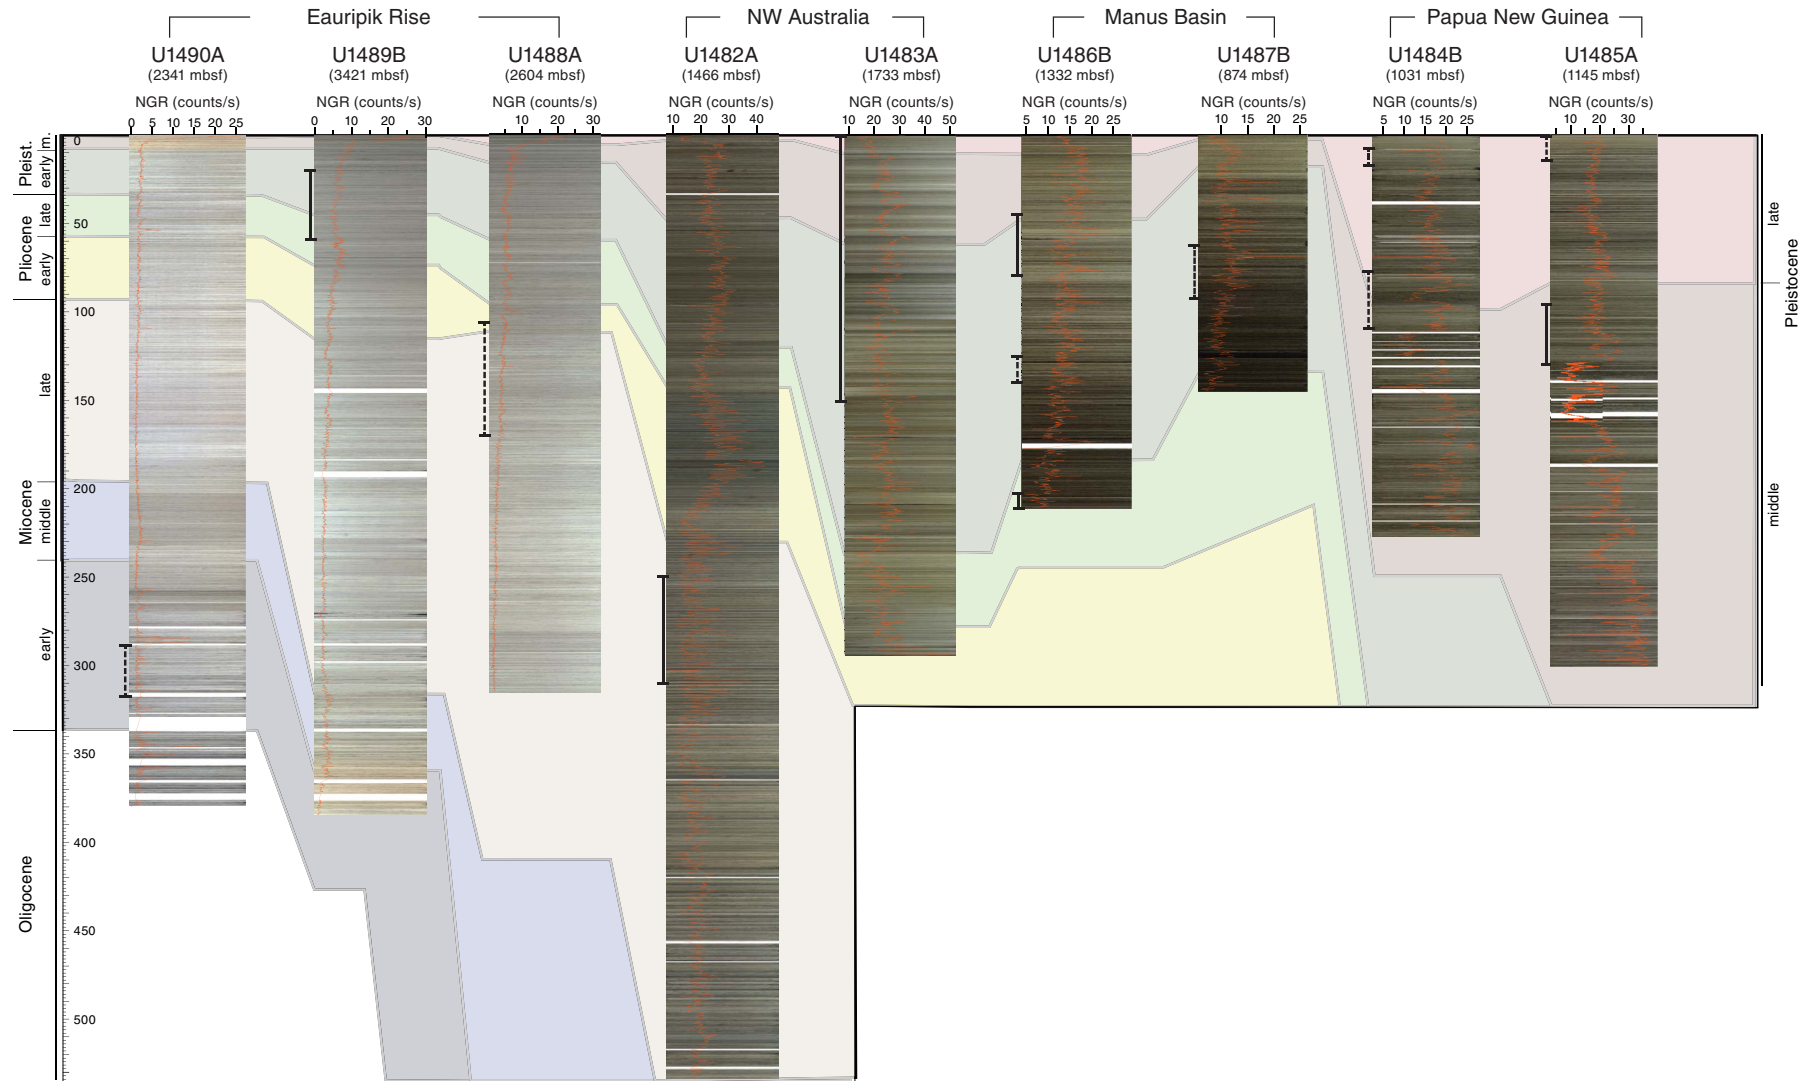 Eauripik Rise NW Australia Manus Basin Papua New Guinea
U1490A U1489B U1488A U1482A U1483A U1486B U1487B U1484B U1485A
(2341 mbsf) (3421 mbsf) (2604 mbsf) (1466 mbsf) (1733 mbsf) (1332 mbsf) (874 mbsf) (1031 mbsf) (1145 mbsf)
NGR (counts/s) NGR (counts/s) NGR (counts/s) NGR (counts/s) NGR (counts/s) NGR (counts/s) NGR (counts/s) NGR (counts/s) NGR (counts/s)
0 5 10 15 20 25 0 10 20 30 10 20 30 10 20 30 40 10 20 30 40 50 5 10 15 20 25 10 15 20 25 5 10 15 20 25 10 20 30
Pleist.
m.
early
Pliocene
late
early
Miocene
late
middle
early
Oligocene
0
50
100
150
200
250
300
350
400
450
500
late
Pleistocene
middle